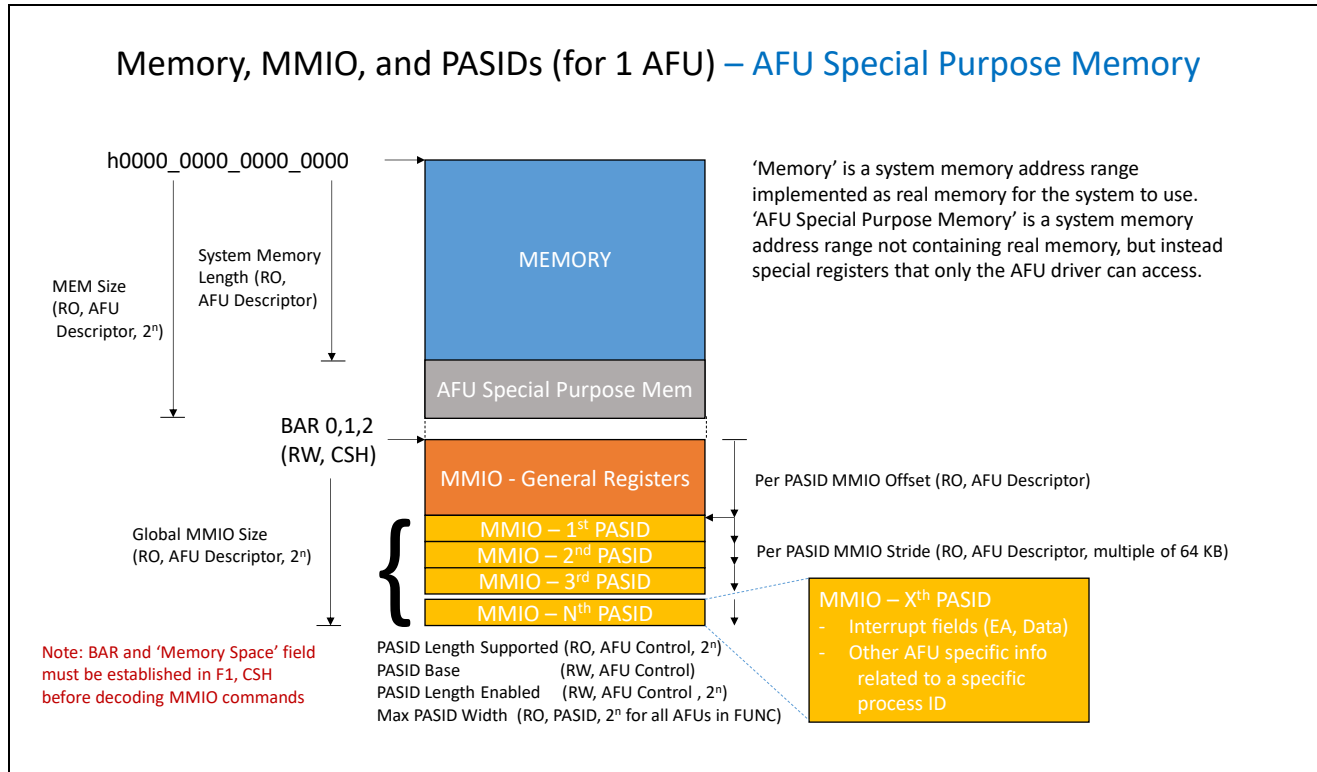 Memory, MMIO, and PASIDs (for 1 AFU) – AFU Special Purpose Memory
h0000_0000_0000_0000
MEM Size
(RO, AFU
Descriptor, 2ⁿ)
System Memory
Length (RO,
AFU Descriptor)
MEMORY
AFU Special Purpose Mem
‘Memory’ is a system memory address range
implemented as real memory for the system to use.
‘AFU Special Purpose Memory’ is a system memory
address range not containing real memory, but instead
special registers that only the AFU driver can access.
BAR 0,1,2
(RW, CSH)
Global MMIO Size
(RO, AFU Descriptor, 2ⁿ)
MMIO - General Registers
MMIO – 1ˢᵗ PASID
MMIO – 2ⁿᵈ PASID
MMIO – 3ʳᵈ PASID
MMIO – Nᵗʰ PASID
Per PASID MMIO Offset (RO, AFU Descriptor)
Per PASID MMIO Stride (RO, AFU Descriptor, multiple of 64 KB)
MMIO – Xᵗʰ PASID
- Interrupt fields (EA, Data)
- Other AFU specific info
related to a specific
process ID
Note: BAR and ‘Memory Space’ field
must be established in F1, CSH
before decoding MMIO commands
PASID Length Supported (RO, AFU Control, 2ⁿ)
PASID Base (RW, AFU Control)
PASID Length Enabled (RW, AFU Control , 2ⁿ)
Max PASID Width (RO, PASID, 2ⁿ for all AFUs in FUNC)